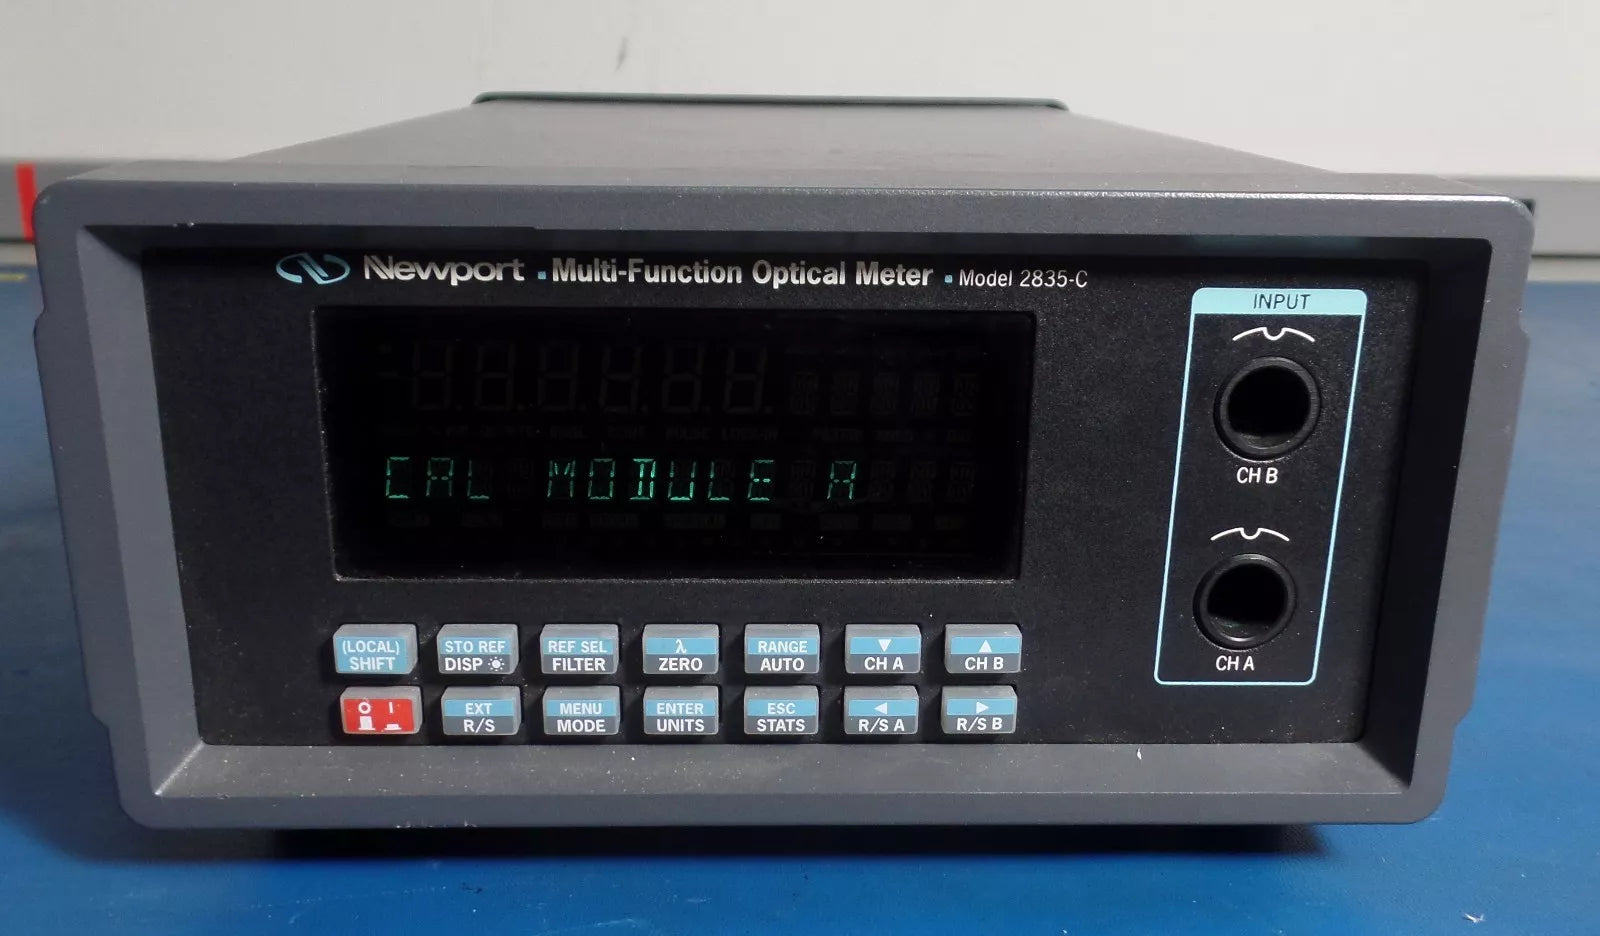 Newport ▪ Multi-Function Optical Meter ▪ Model 2835-C
INPUT
CH B
CH A
CAL MODULE A
(LOCAL) SHIFT
STO REF DISP
REF SEL FILTER
λ ZERO
RANGE AUTO
▼ CH A
▲ CH B
O I
EXT R/S
MENU MODE
ENTER UNITS
ESC STATS
◀ R/S A
▶ R/S B